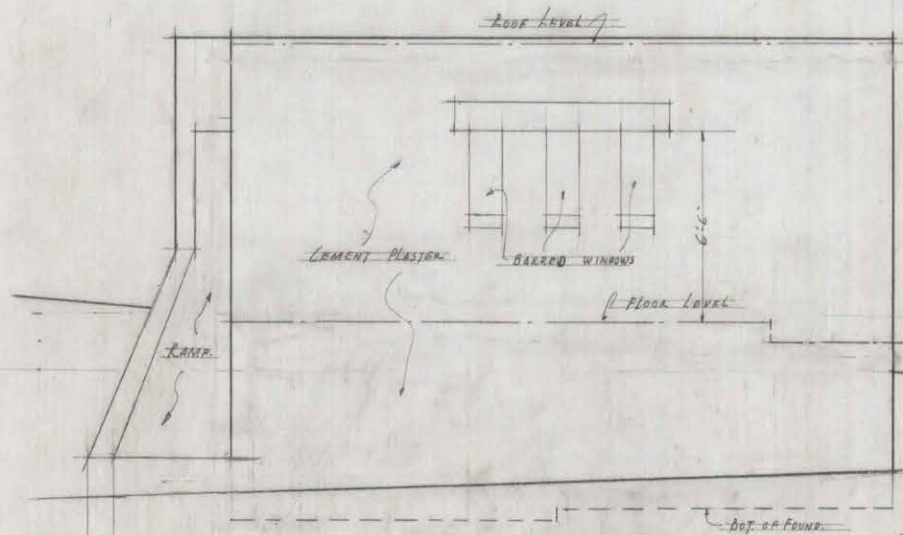 ROOF LEVEL
CEMENT PLASTER
BARRED WINDOWS
6'-6"
FLOOR LEVEL
RAMP.
BOT. OF FOUND.